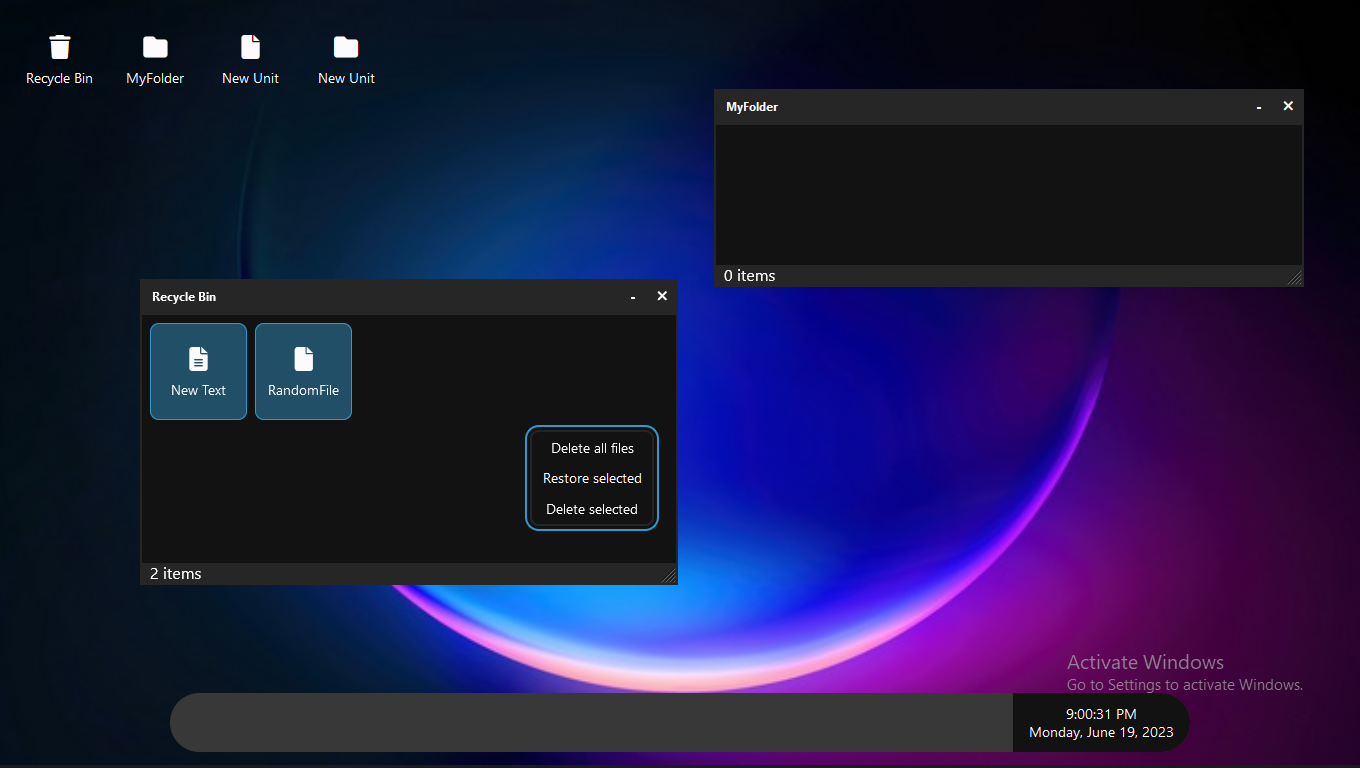 Recycle Bin
MyFolder
New Unit
New Unit
MyFolder
0 items
Recycle Bin
New Text
RandomFile
Delete all files
Restore selected
Delete selected
2 items
Activate Windows
Go to Settings to activate Windows.
9:00:31 PM
Monday, June 19, 2023